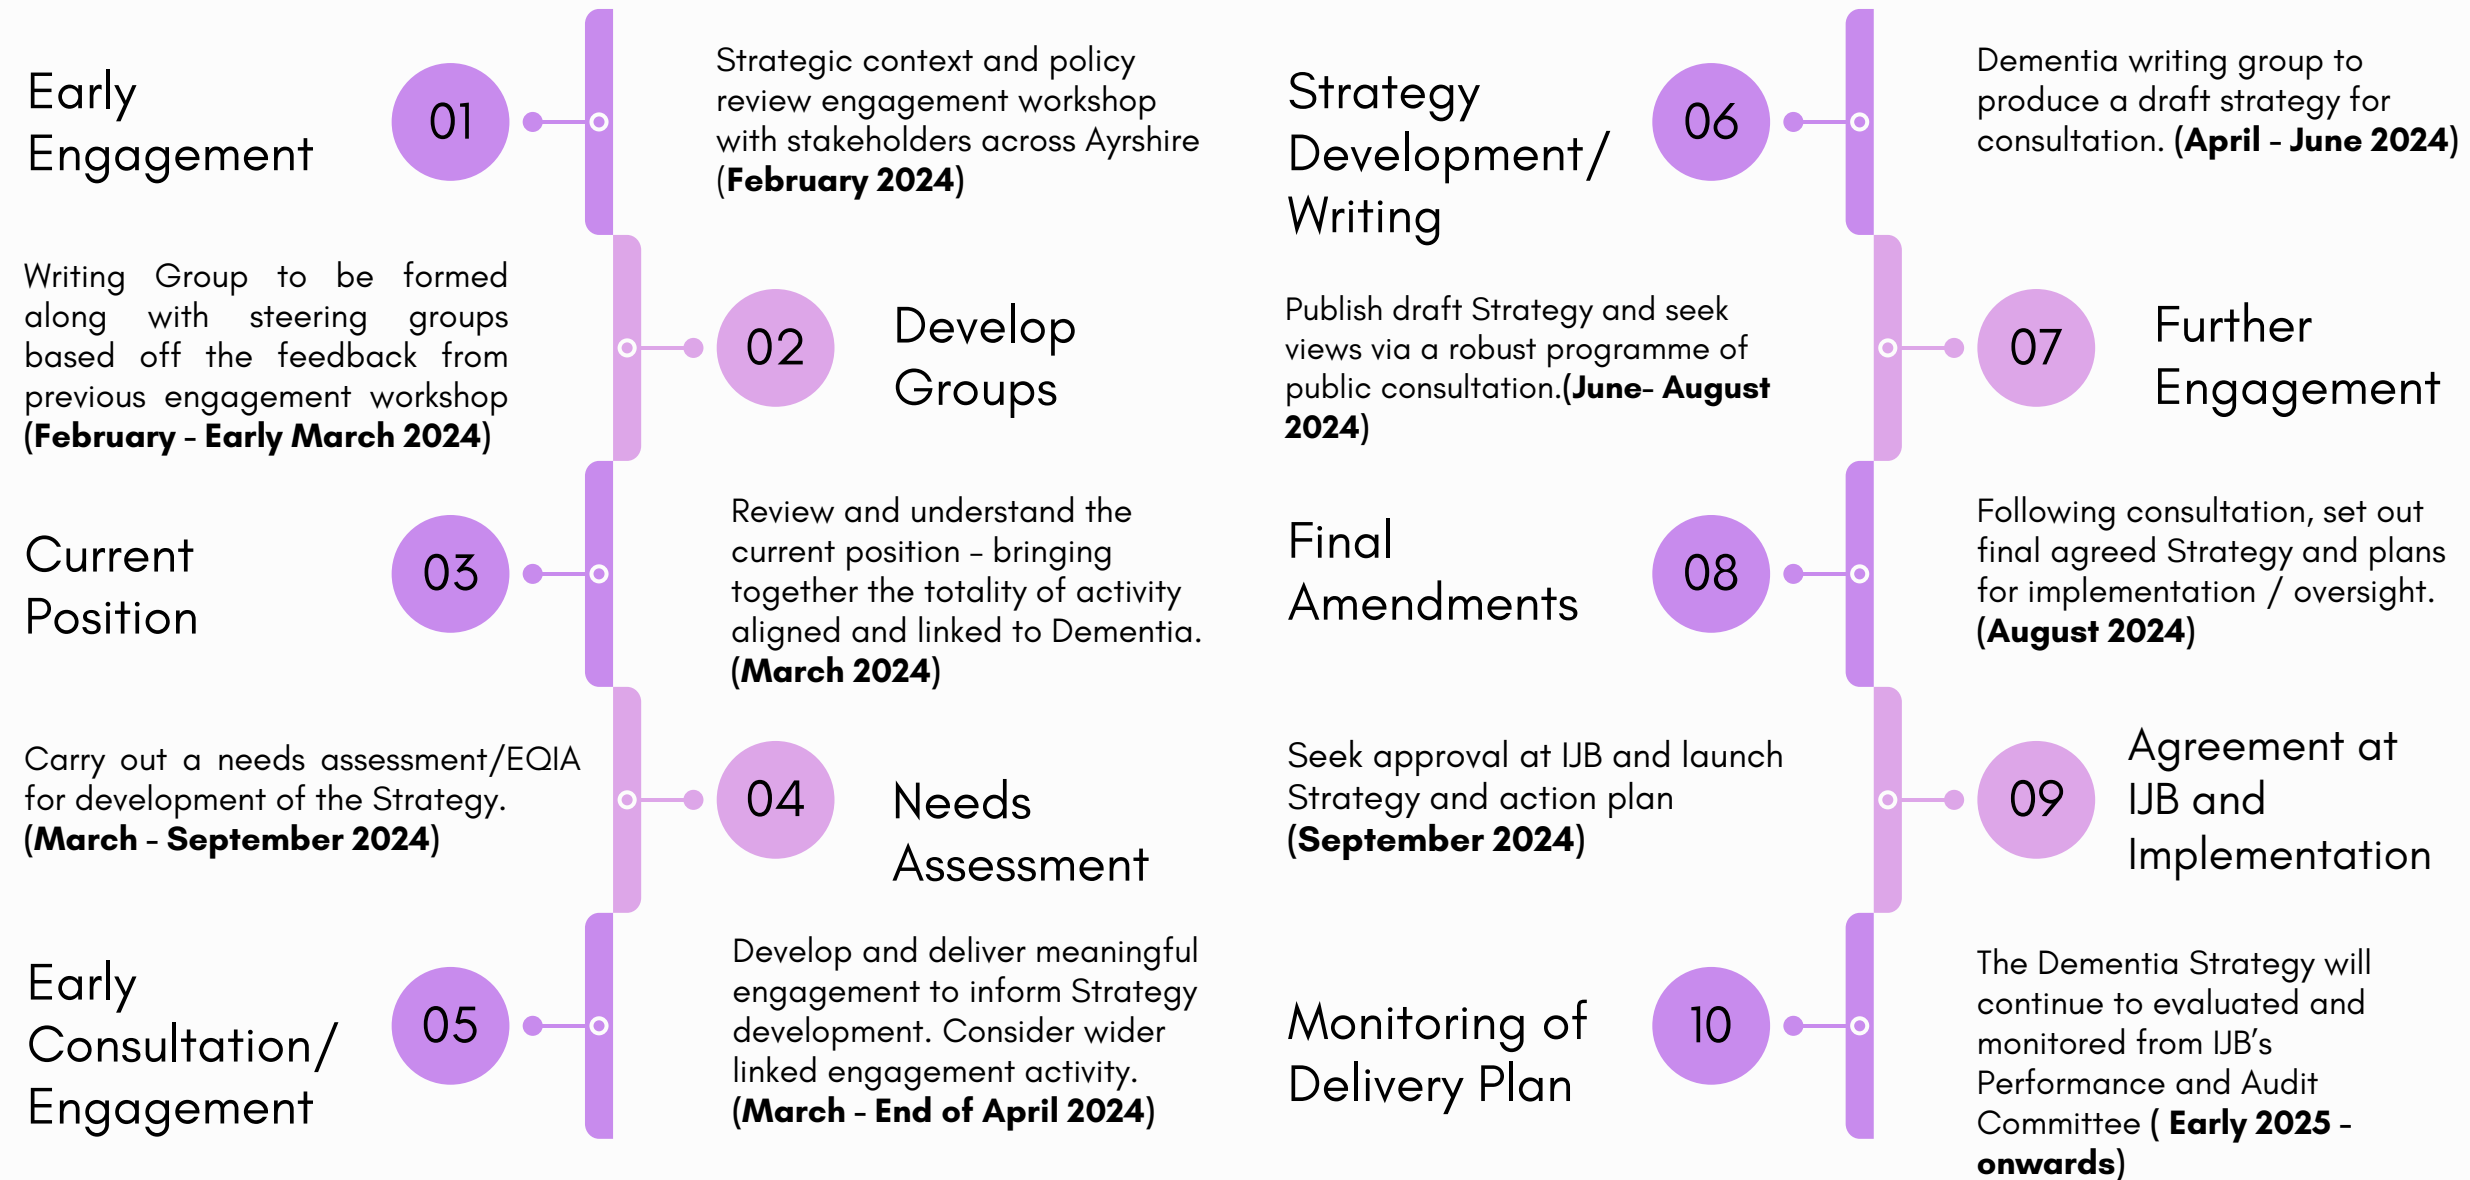 Early
Engagement
01
Strategic context and policy
review engagement workshop
with stakeholders across Ayrshire
(February 2024)
Writing Group to be formed
along with steering groups
based off the feedback from
previous engagement workshop
(February - Early March 2024)
02
Develop
Groups
Current
Position
03
Review and understand the
current position - bringing
together the totality of activity
aligned and linked to Dementia.
(March 2024)
Carry out a needs assessment/EQIA
for development of the Strategy.
(March - September 2024)
04
Needs
Assessment
Early
Consultation/
Engagement
05
Develop and deliver meaningful
engagement to inform Strategy
development. Consider wider
linked engagement activity.
(March - End of April 2024)
Strategy
Development/
Writing
06
Dementia writing group to
produce a draft strategy for
consultation. (April - June 2024)
Publish draft Strategy and seek
views via a robust programme of
public consultation.(June- August
2024)
07
Further
Engagement
Final
Amendments
08
Following consultation, set out
final agreed Strategy and plans
for implementation / oversight.
(August 2024)
Seek approval at IJB and launch
Strategy and action plan
(September 2024)
09
Agreement at
IJB and
Implementation
Monitoring of
Delivery Plan
10
The Dementia Strategy will
continue to evaluated and
monitored from IJB's
Performance and Audit
Committee ( Early 2025 -
onwards)